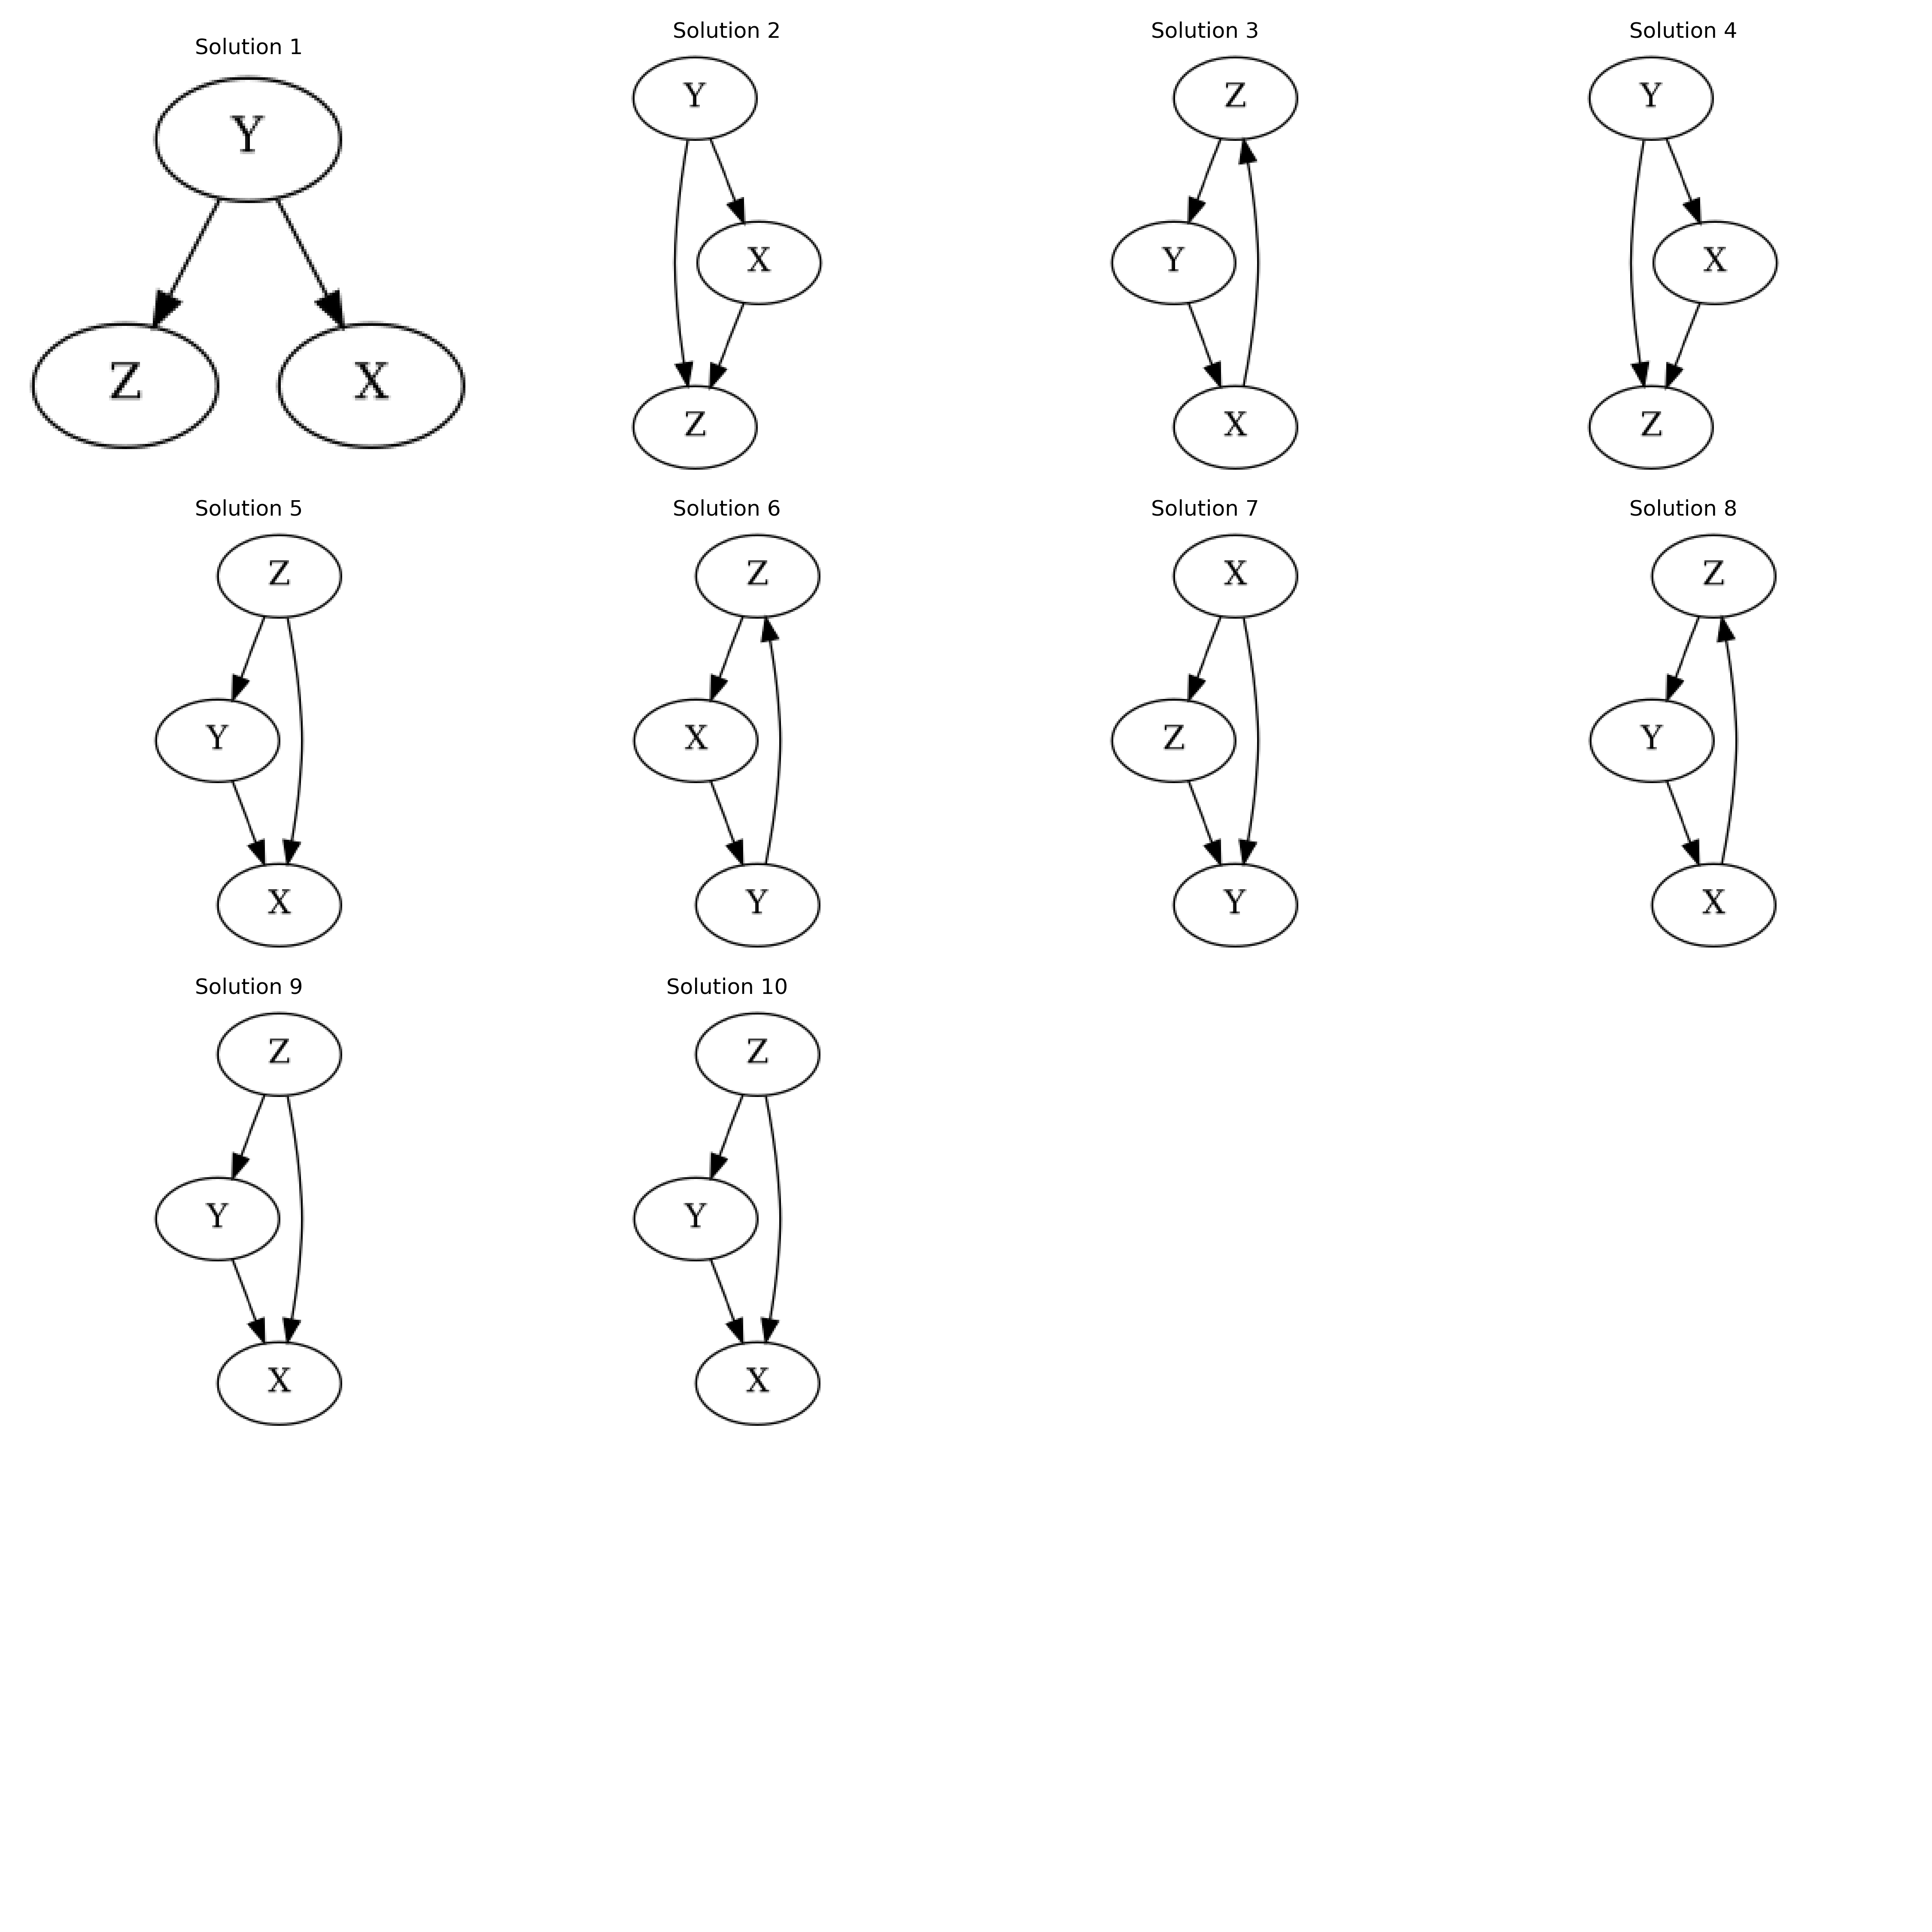 Solution 1
Y
Z X
Solution 2
Y
X
Z
Solution 3
Z
Y
X
Solution 4
Y
X
Z
Solution 5
Z
Y
X
Solution 6
Z
X
Y
Solution 7
X
Z
Y
Solution 8
Z
Y
X
Solution 9
Z
Y
X
Solution 10
Z
Y
X